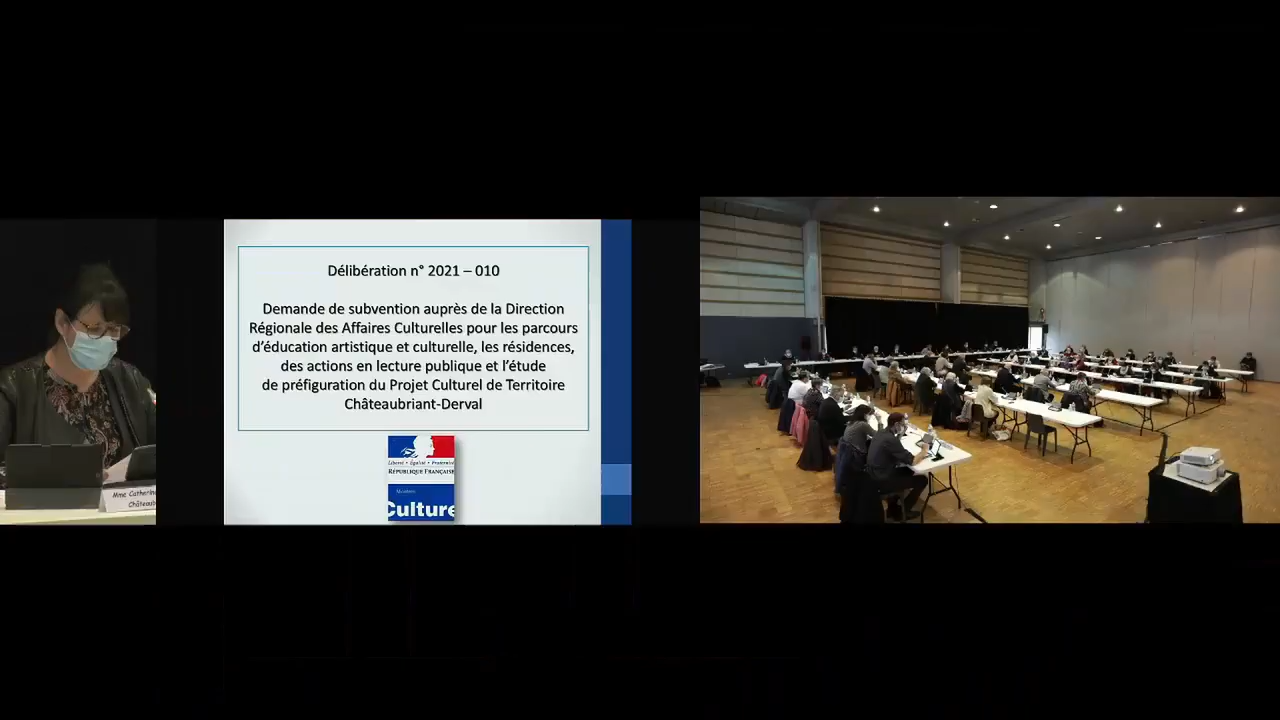 Délibération n° 2021 – 010
Demande de subvention auprès de la Direction
Régionale des Affaires Culturelles pour les parcours
d'éducation artistique et culturelle, les résidences,
des actions en lecture publique et l'étude
de préfiguration du Projet Culturel de Territoire
Châteaubriant-Derval
Liberté • Égalité • Fraternité
RÉPUBLIQUE FRANÇAISE
Ministère
Culture
Mme Catherine
Châteaub